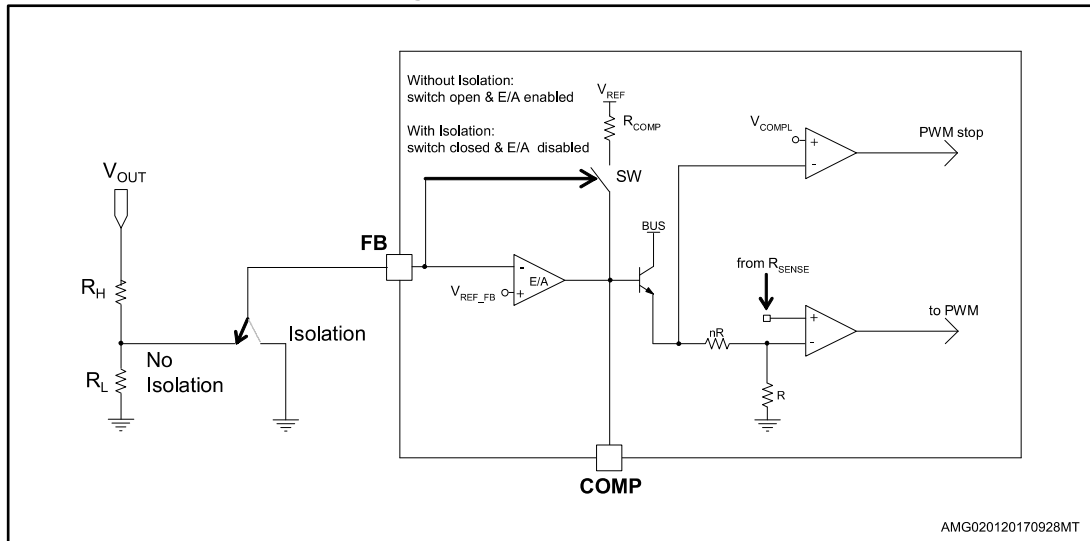 Without Isolation:
switch open & E/A enabled
With Isolation:
switch closed & E/A disabled
VREF
RCOMP
SW
VCOMPL
+
-
PWM stop
VOUT
RH
RL
No
Isolation
Isolation
FB
-
E/A
VREF_FB
+
BUS
from RSENSE
+
-
to PWM
nR
R
COMP
AMG020120170928MT